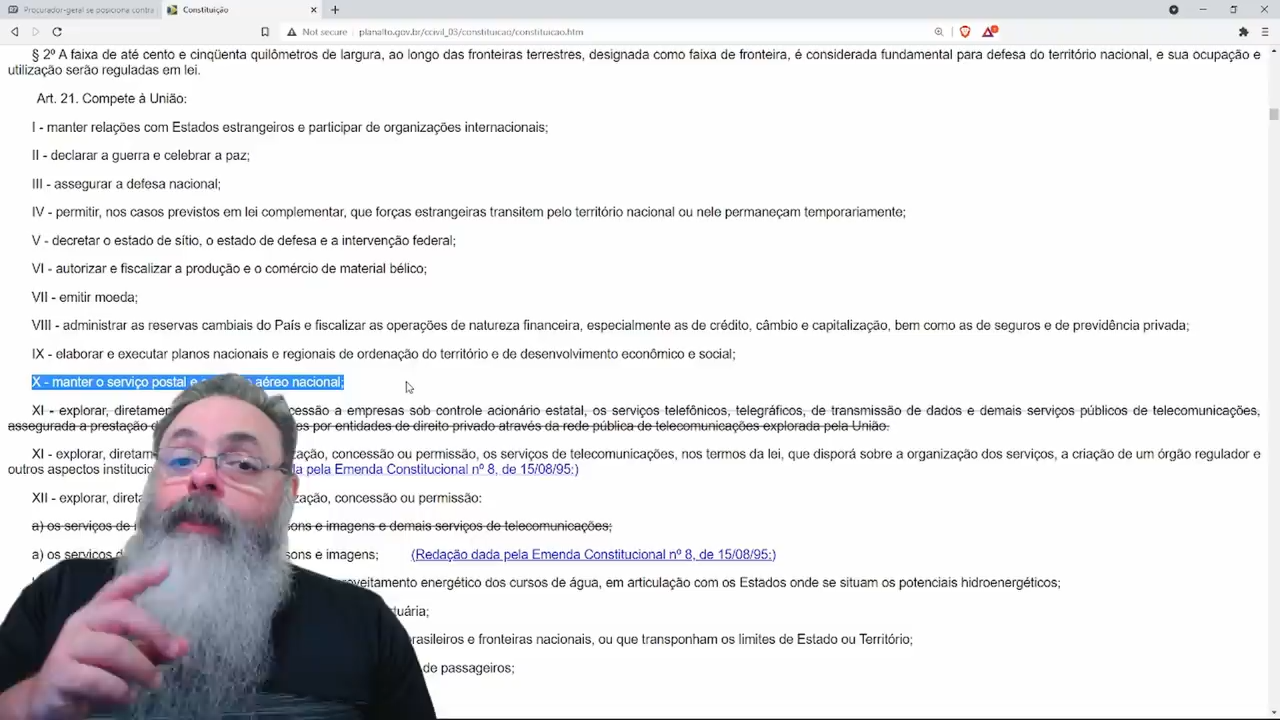 Procurador-geral se posiciona contra
Constituição
Not secure planalto.gov.br/ccivil_03/constituicao/constituicao.htm
§ 2º A faixa de até cento e cinqüenta quilômetros de largura, ao longo das fronteiras terrestres, designada como faixa de fronteira, é considerada fundamental para defesa do território nacional, e sua ocupação e
utilização serão reguladas em lei.
Art. 21. Compete à União:
I - manter relações com Estados estrangeiros e participar de organizações internacionais;
II - declarar a guerra e celebrar a paz;
III - assegurar a defesa nacional;
IV - permitir, nos casos previstos em lei complementar, que forças estrangeiras transitem pelo território nacional ou nele permaneçam temporariamente;
V - decretar o estado de sítio, o estado de defesa e a intervenção federal;
VI - autorizar e fiscalizar a produção e o comércio de material bélico;
VII - emitir moeda;
VIII - administrar as reservas cambiais do País e fiscalizar as operações de natureza financeira, especialmente as de crédito, câmbio e capitalização, bem como as de seguros e de previdência privada;
IX - elaborar e executar planos nacionais e regionais de ordenação do território e de desenvolvimento econômico e social;
X - manter o serviço postal e aéreo nacional;
XI - explorar, diretamen cessão a empresas sob controle acionário estatal, os serviços telefônicos, telegráficos, de transmissão de dados e demais serviços públicos de telecomunicações,
assegurada a prestação d es por entidades de direito privado através da rede pública de telecomunicações explorada pela União.
XI - explorar, diretam zação, concessão ou permissão, os serviços de telecomunicações, nos termos da lei, que disporá sobre a organização dos serviços, a criação de um órgão regulador e
outros aspectos institucio da pela Emenda Constitucional nº 8, de 15/08/95:)
XII - explorar, direta zação, concessão ou permissão:
a) os serviços de ons e imagens e demais serviços de telecomunicações;
a) os serviços d sons e imagens; (Redação dada pela Emenda Constitucional nº 8, de 15/08/95:)
oveitamento energético dos cursos de água, em articulação com os Estados onde se situam os potenciais hidroenergéticos;
tuária;
rasileiros e fronteiras nacionais, ou que transponham os limites de Estado ou Território;
de passageiros;